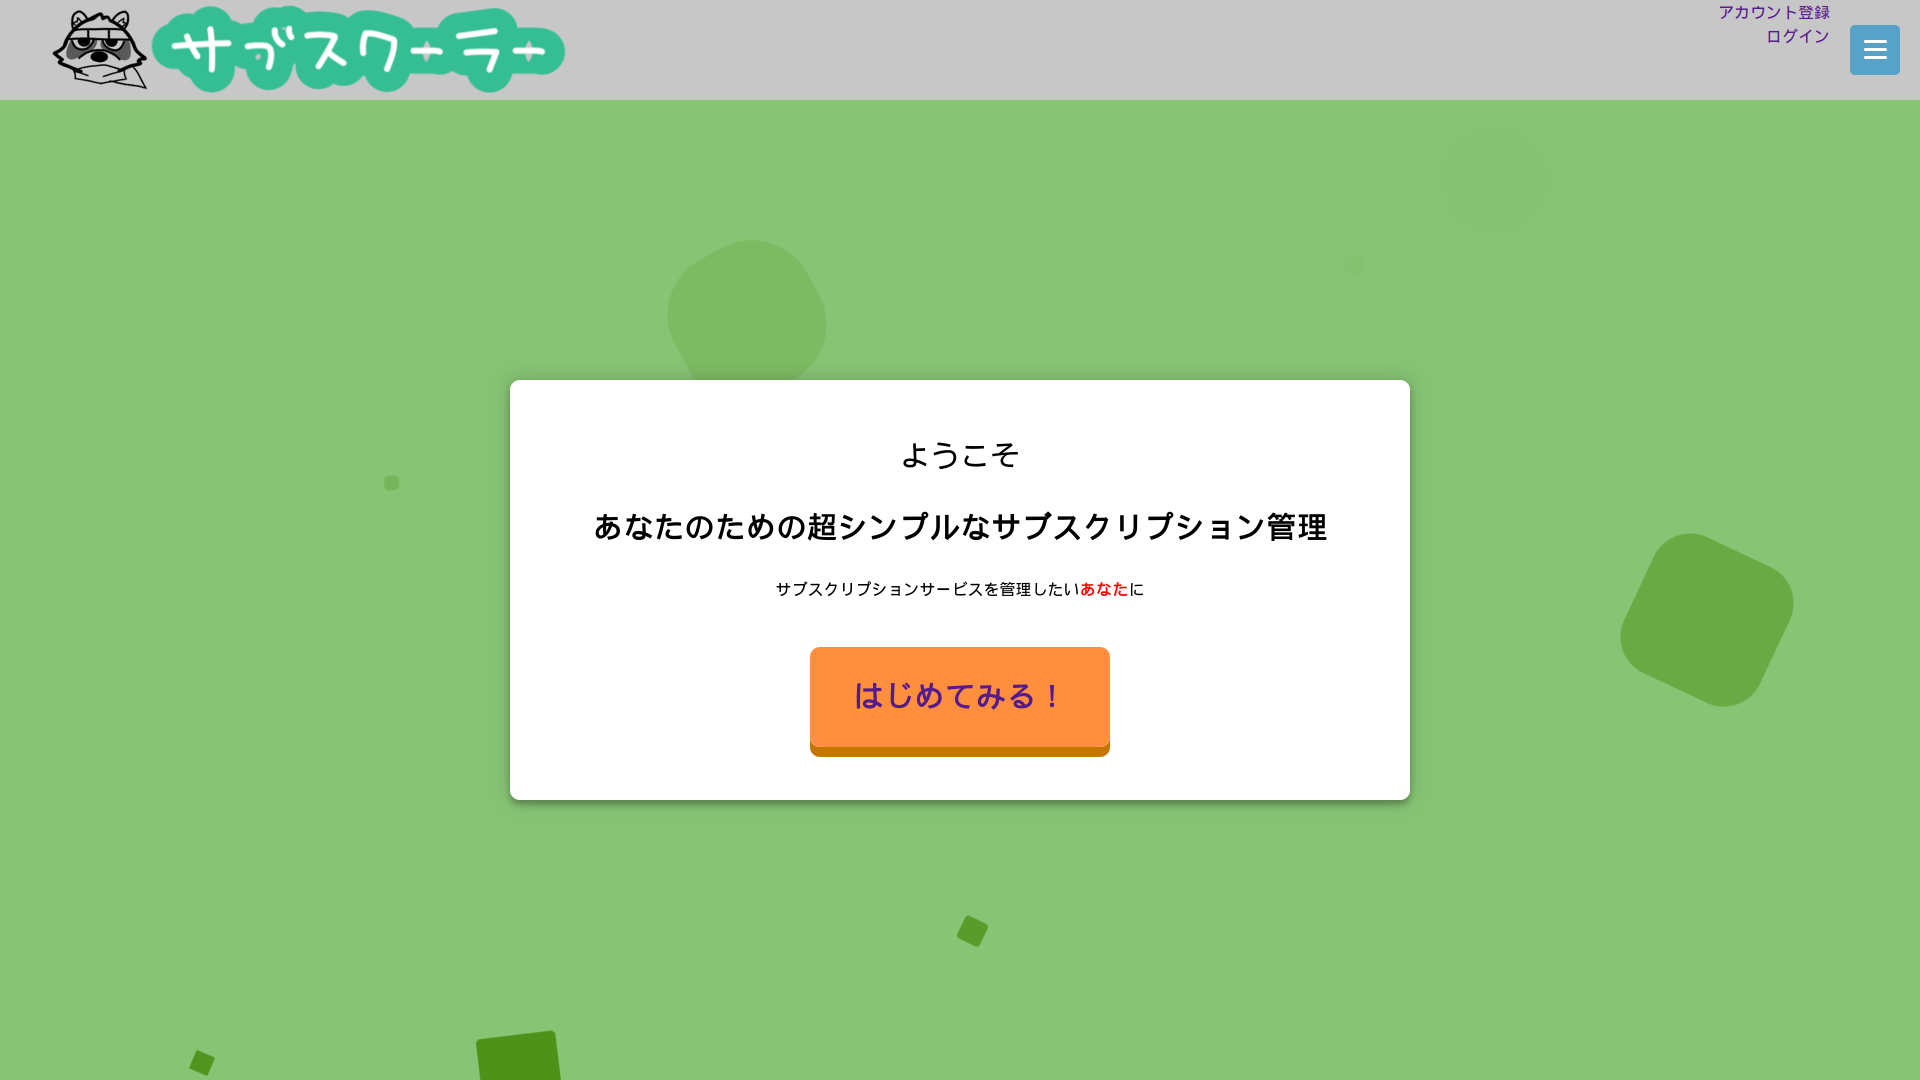 サブスクーラー
アカウント登録
ログイン
ようこそ
あなたのための超シンプルなサブスクリプション管理
サブスクリプションサービスを管理したいあなたに
はじめてみる！